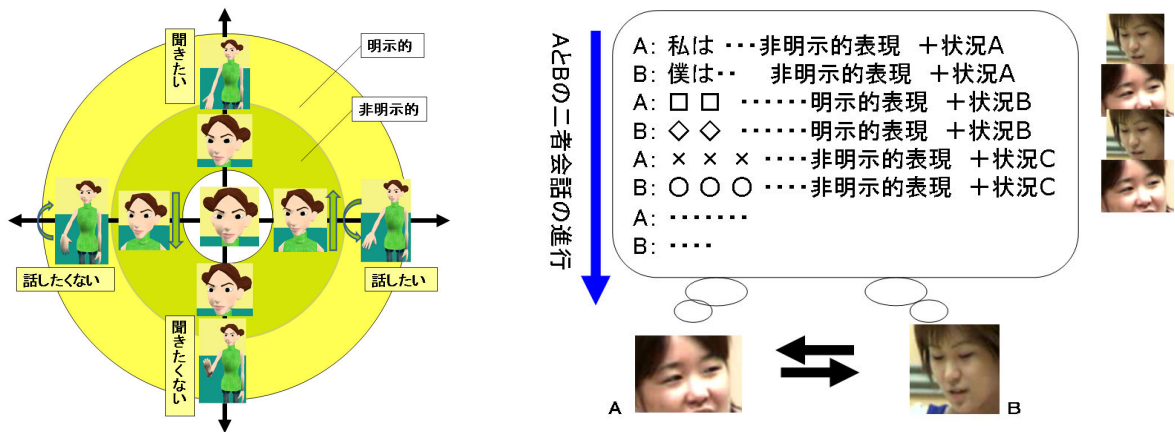 聞きたい
明示的
非明示的
話したくない
話したい
聞きたくない
AとBの二者会話の進行
A: 私は ・・・非明示的表現 ＋状況A
B: 僕は・・ 非明示的表現 ＋状況A
A: □ □ ・・・・・・明示的表現 ＋状況B
B: ◇ ◇ ・・・・・・明示的表現 ＋状況B
A: × × × ・・・・・非明示的表現 ＋状況C
B: ○ ○ ○ ・・・・非明示的表現 ＋状況C
A: ・・・・・・・
B: ・・・・
A
B